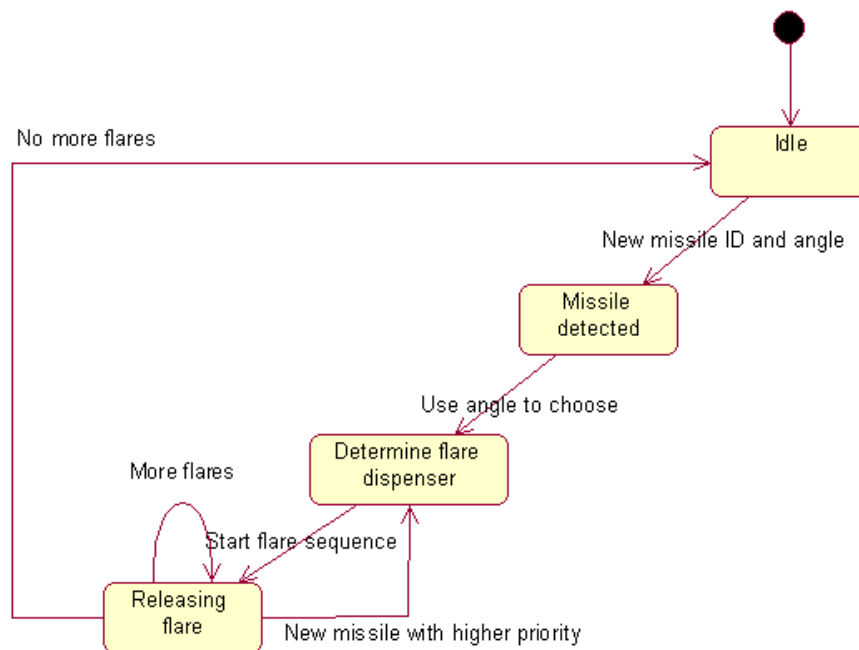 No more flares
Idle
New missile ID and angle
Missile
detected
Use angle to choose
Determine flare
dispenser
More flares
Start flare sequence
Releasing
flare
New missile with higher priority